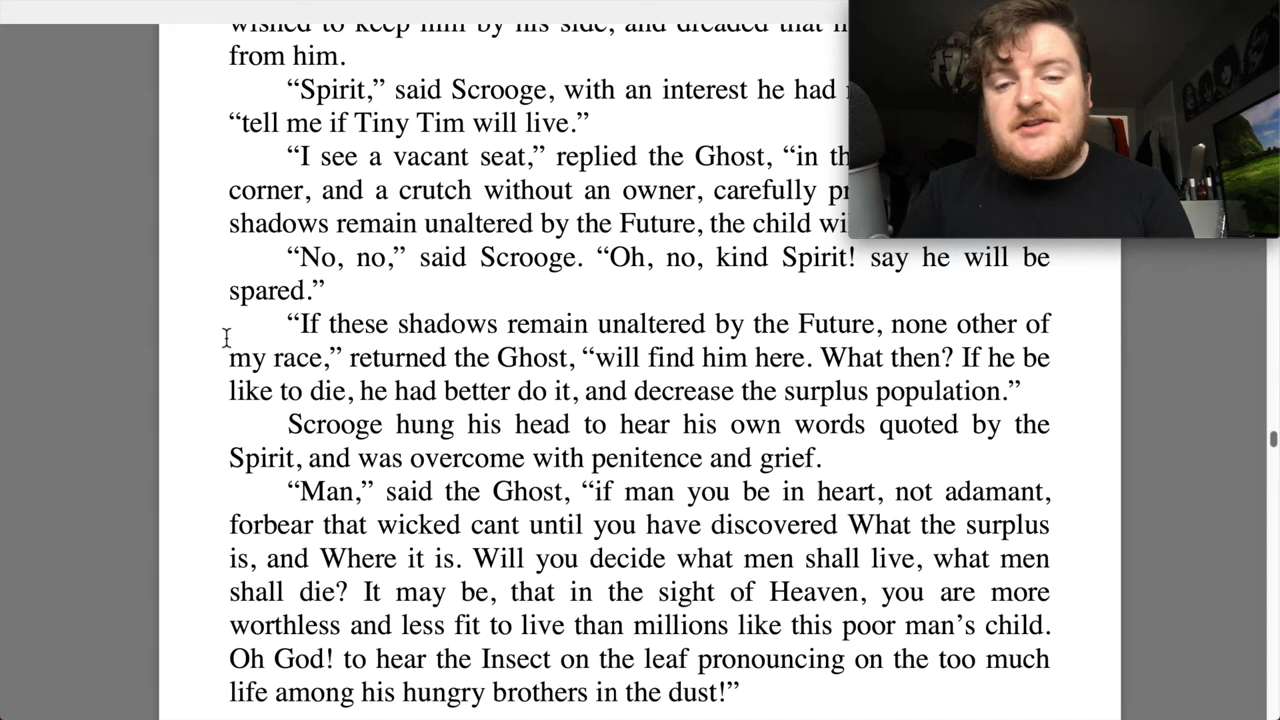 wished to keep him by his side, and dreaded that h
from him.
“Spirit,” said Scrooge, with an interest he had
“tell me if Tiny Tim will live.”
“I see a vacant seat,” replied the Ghost, “in th
corner, and a crutch without an owner, carefully pr
shadows remain unaltered by the Future, the child wi
“No, no,” said Scrooge. “Oh, no, kind Spirit! say he will be
spared.”
“If these shadows remain unaltered by the Future, none other of
my race,” returned the Ghost, “will find him here. What then? If he be
like to die, he had better do it, and decrease the surplus population.”
Scrooge hung his head to hear his own words quoted by the
Spirit, and was overcome with penitence and grief.
“Man,” said the Ghost, “if man you be in heart, not adamant,
forbear that wicked cant until you have discovered What the surplus
is, and Where it is. Will you decide what men shall live, what men
shall die? It may be, that in the sight of Heaven, you are more
worthless and less fit to live than millions like this poor man’s child.
Oh God! to hear the Insect on the leaf pronouncing on the too much
life among his hungry brothers in the dust!”